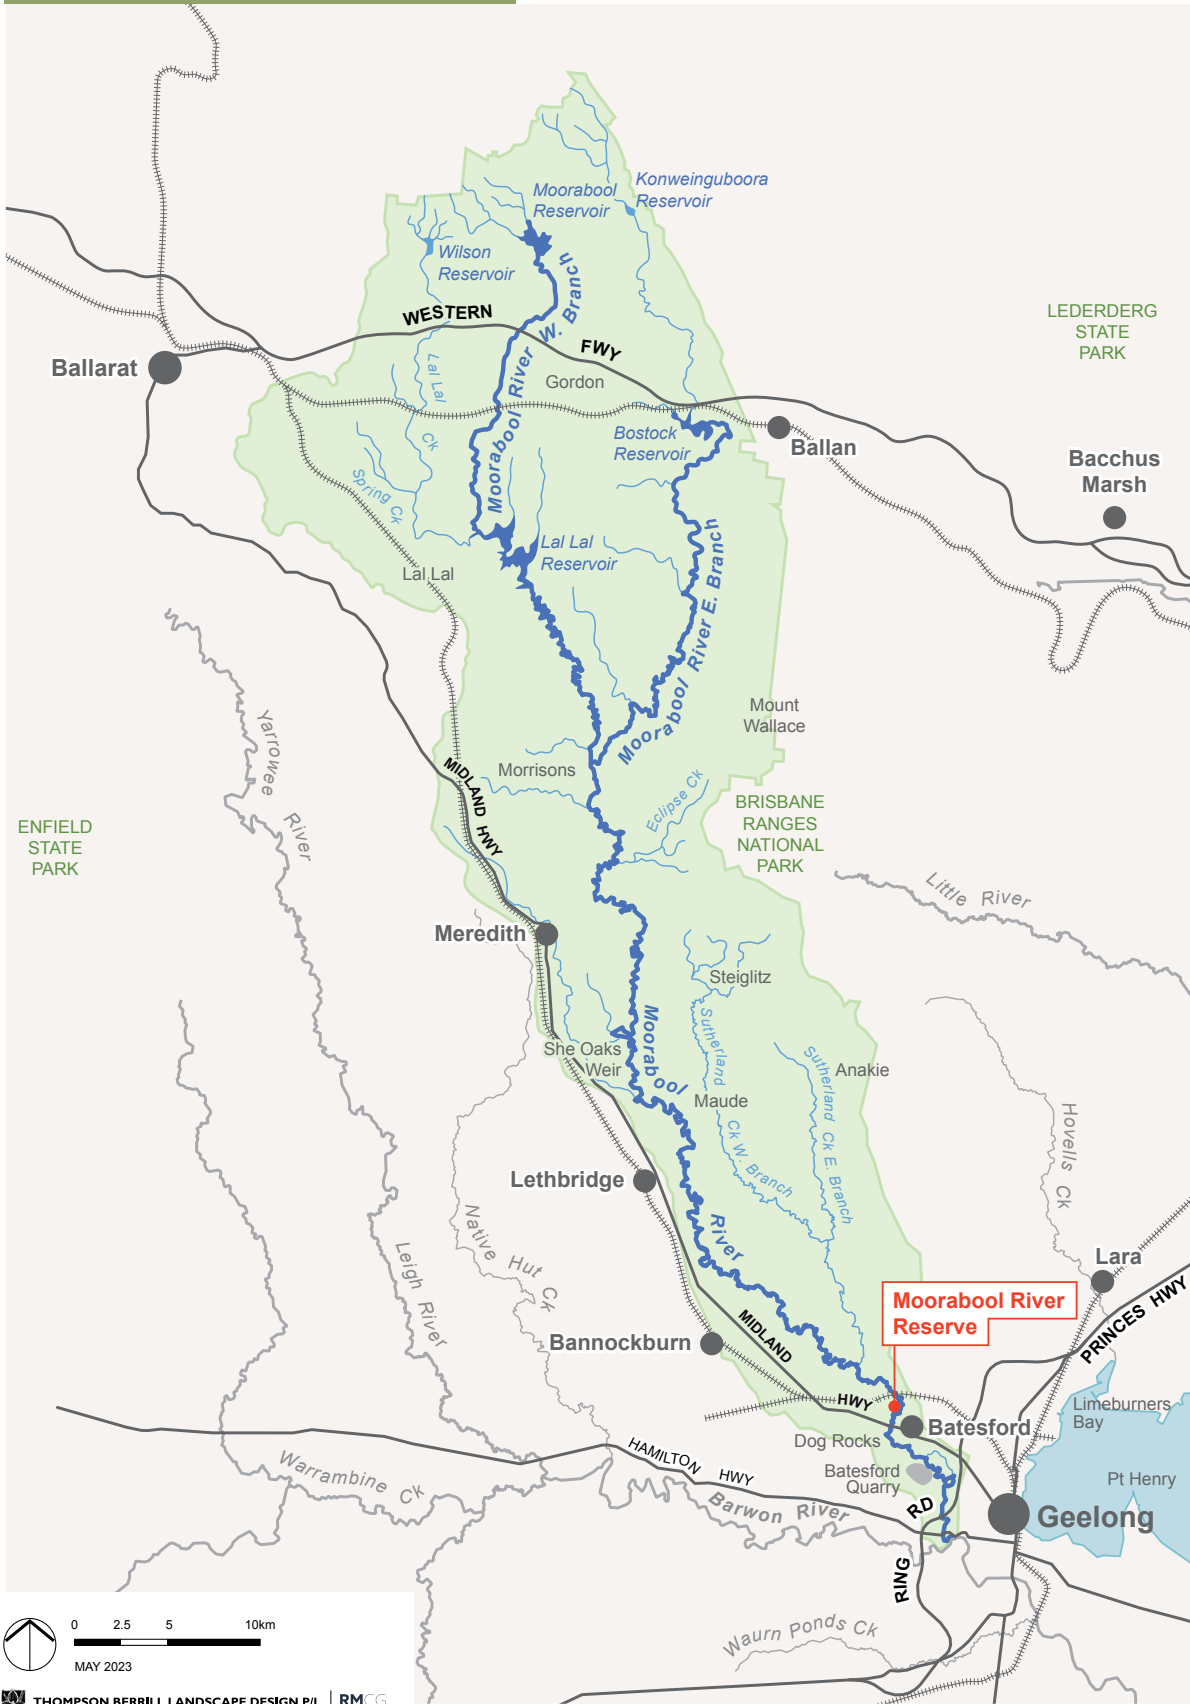 Moorabool
Reservoir
Konweinguboora
Reservoir
Wilson
Reservoir
Moorabool River W. Branch
WESTERN
FWY
LEDERDERG
STATE
PARK
Ballarat
Gordon
Lal Lal
Ck
Bostock
Reservoir
Ballan
Bacchus
Marsh
Spring Ck
Lal Lal
Reservoir
Lal Lal
Moorabool River E. Branch
Mount
Wallace
Yarrowee
River
Morrisons
MIDLAND HWY
Eclipse Ck
BRISBANE
RANGES
NATIONAL
PARK
ENFIELD
STATE
PARK
Little River
Meredith
Steiglitz
Moorabool
River
Sutherland
Ck W. Branch
Sutherland Ck E. Branch
She Oaks
Weir
Anakie
Maude
Hovells Ck
Lethbridge
Native Hut Ck
Leigh River
Lara
Moorabool River
Reserve
PRINCES HWY
Bannockburn
MIDLAND
HWY
Limeburners
Bay
Batesford
Dog Rocks
Batesford
Quarry
HAMILTON HWY
Warrambine Ck
Barwon River
Pt Henry
Geelong
RING
RD
Waurn Ponds Ck
0 2.5 5 10km
MAY 2023
THOMPSON BERRILL LANDSCAPE DESIGN P/L
RMCG